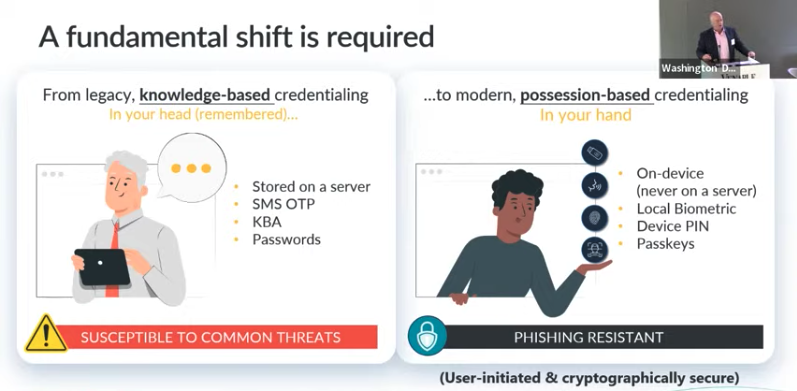 A fundamental shift is required
Washington D...
From legacy, knowledge-based credentialing
In your head (remembered)...
Stored on a server
SMS OTP
KBA
Passwords
SUSCEPTIBLE TO COMMON THREATS
...to modern, possession-based credentialing
In your hand
On-device
(never on a server)
Local Biometric
Device PIN
Passkeys
PHISHING RESISTANT
(User-initiated & cryptographically secure)